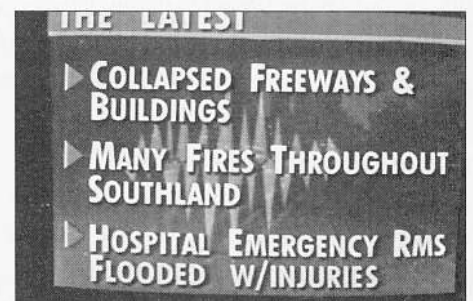 THE LATEST
COLLAPSED FREEWAYS &
BUILDINGS
MANY FIRES THROUGHOUT
SOUTHLAND
HOSPITAL EMERGENCY RMS
FLOODED W/INJURIES